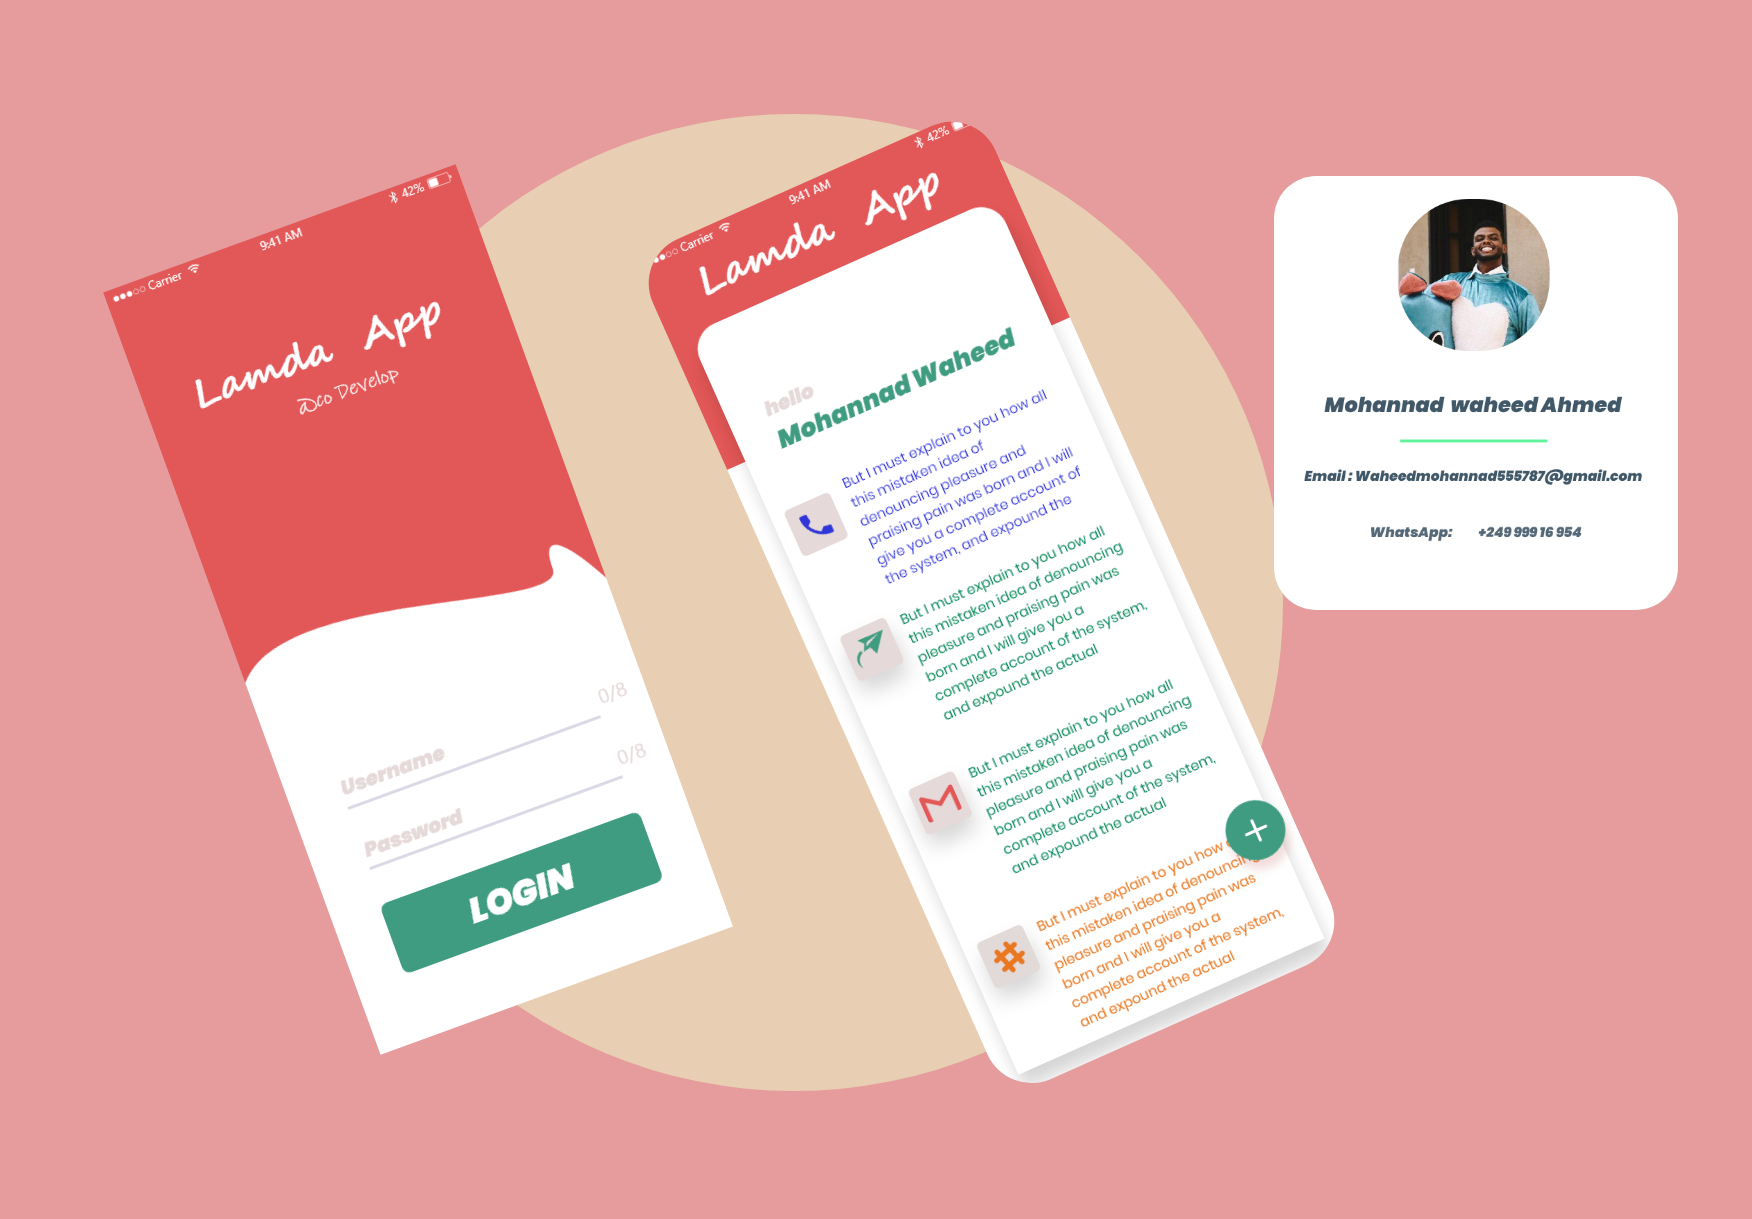 Carrier
9:41 AM
42%
Lamda App
@co Develop
0/8
Username
0/8
Password
LOGIN
Carrier
9:41 AM
42%
Lamda App
hello
Mohannad Waheed
But I must explain to you how all
this mistaken idea of
denouncing pleasure and
praising pain was born and I will
give you a complete account of
the system, and expound the
But I must explain to you how all
this mistaken idea of denouncing
pleasure and praising pain was
born and I will give you a
complete account of the system,
and expound the actual
But I must explain to you how all
this mistaken idea of denouncing
pleasure and praising pain was
born and I will give you a
complete account of the system,
and expound the actual
But I must explain to you how
this mistaken idea of denouncing
pleasure and praising pain was
born and I will give you a
complete account of the system,
and expound the actual
Mohannad waheed Ahmed
Email : Waheedmohannad555787@gmail.com
WhatsApp: +249 999 16 954